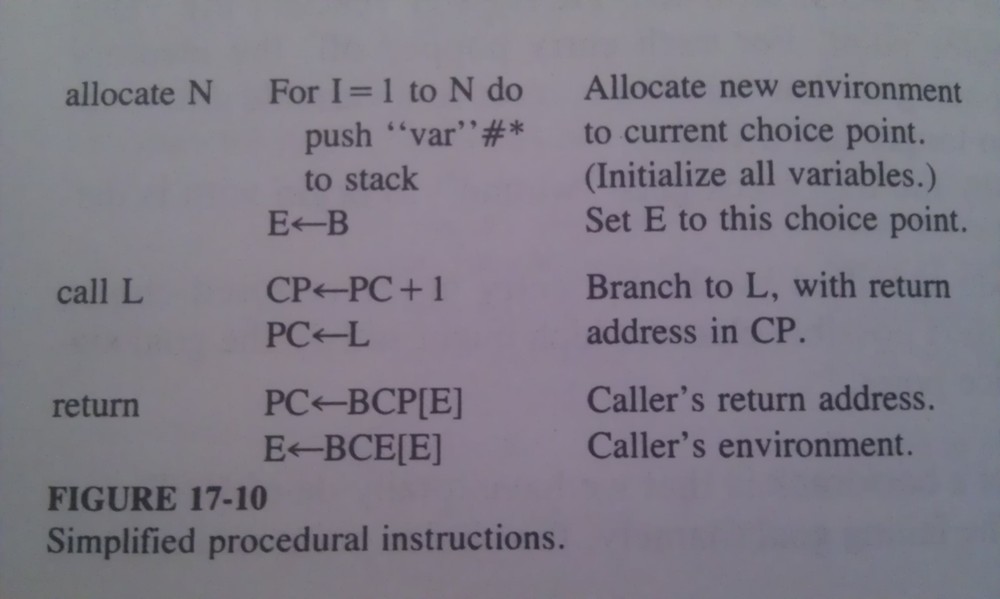 allocate N For I=1 to N do Allocate new environment
push ‘‘var’’#* to current choice point.
to stack (Initialize all variables.)
E←B Set E to this choice point.
call L CP←PC+1 Branch to L, with return
PC←L address in CP.
return PC←BCP[E] Caller's return address.
E←BCE[E] Caller's environment.
FIGURE 17-10
Simplified procedural instructions.